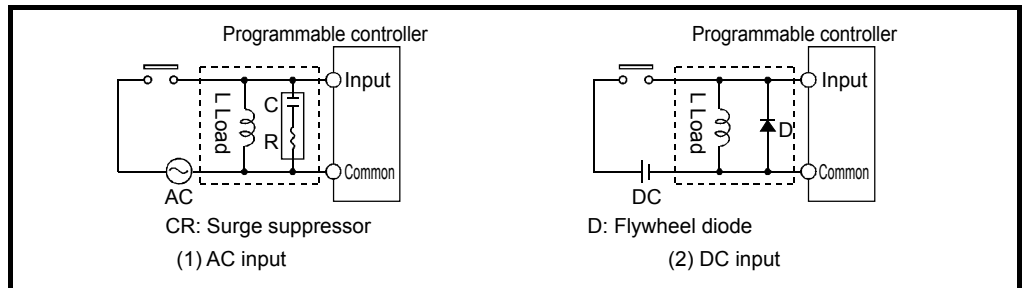 Programmable controller
Input
C
L Load
R
Common
AC
CR: Surge suppressor
(1) AC input
Programmable controller
Input
L Load
D
Common
DC
D: Flywheel diode
(2) DC input